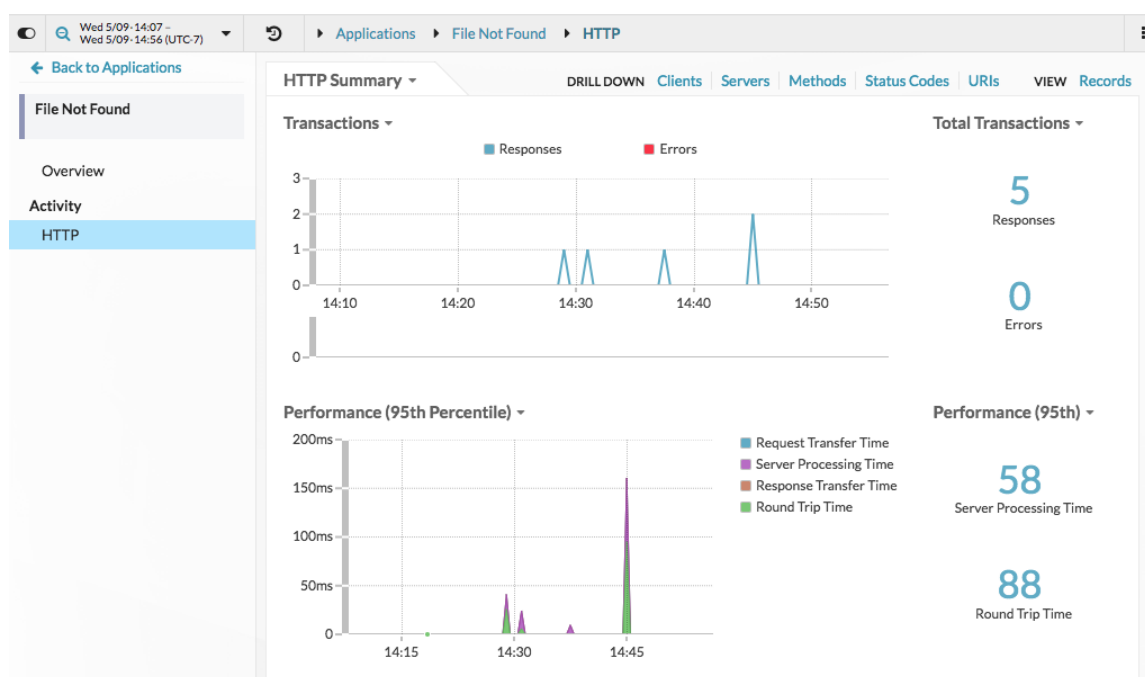 Wed 5/09-14:07 –
Wed 5/09-14:56 (UTC-7)
Applications File Not Found HTTP
Back to Applications
File Not Found
Overview
Activity
HTTP
HTTP Summary
DRILL DOWN Clients Servers Methods Status Codes URIs VIEW Records
Transactions
Responses Errors
3
2
1
0
14:10 14:20 14:30 14:40 14:50
0
Total Transactions
5
Responses
0
Errors
Performance (95th Percentile)
200ms
150ms
100ms
50ms
0
14:15 14:30 14:45
Request Transfer Time
Server Processing Time
Response Transfer Time
Round Trip Time
Performance (95th)
58
Server Processing Time
88
Round Trip Time